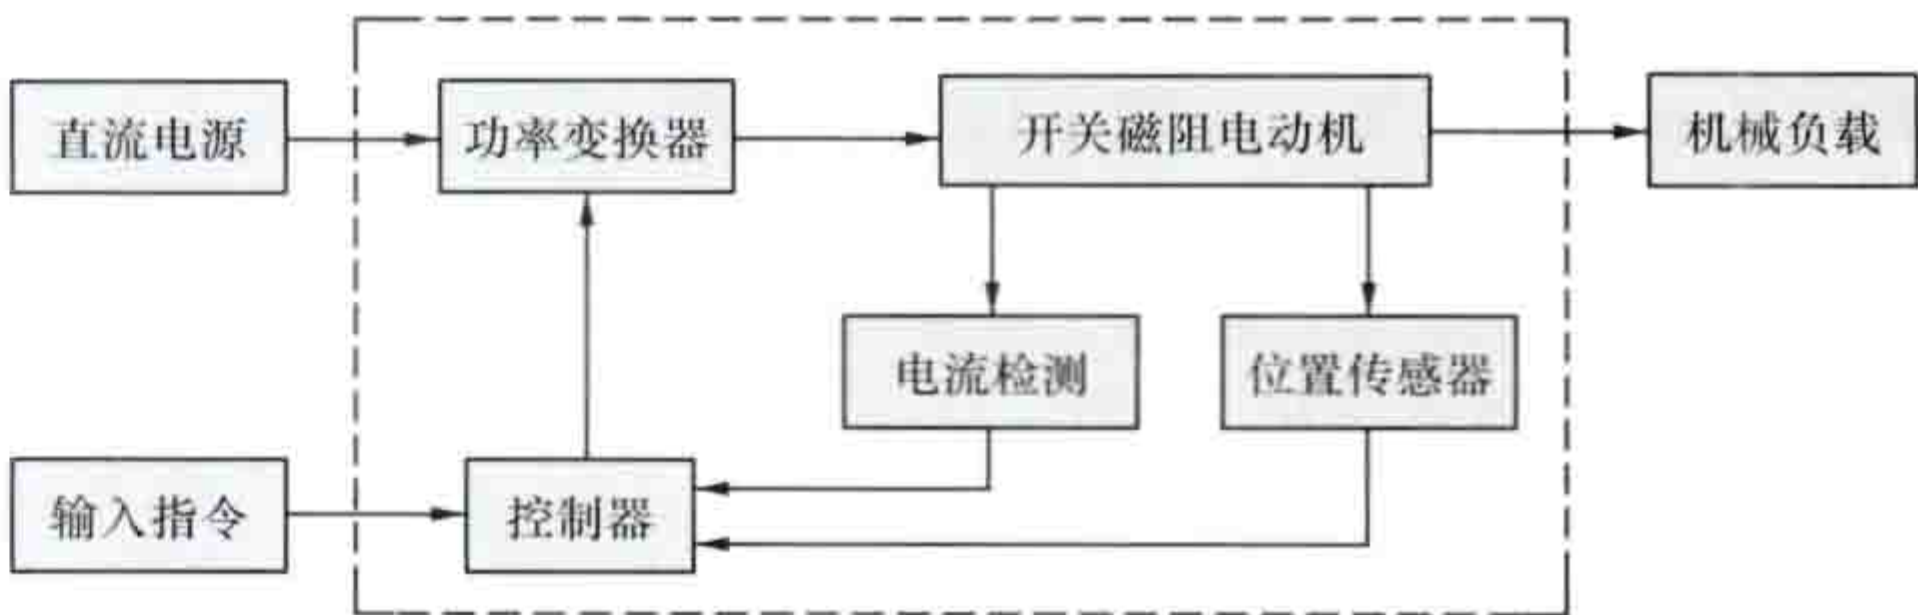 直流电源
功率变换器
开关磁阻电动机
机械负载
电流检测
位置传感器
输入指令
控制器